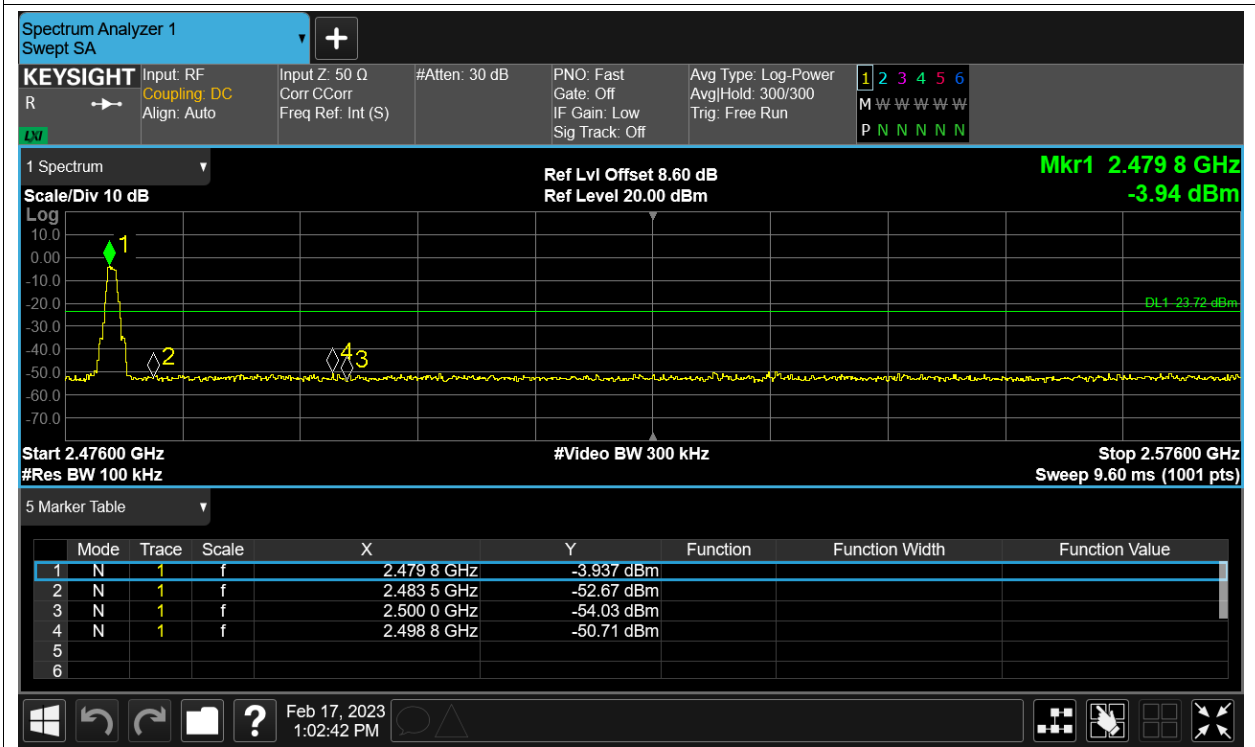 Spectrum Analyzer 1
Swept SA
KEYSIGHT Input: RF Input Z: 50 Ω #Atten: 30 dB PNO: Fast Avg Type: Log-Power 1 2 3 4 5 6
R Coupling: DC Corr CCorr Gate: Off Avg|Hold: 300/300 M W W W W W W
Align: Auto Freq Ref: Int (S) IF Gain: Low Trig: Free Run
LXI Sig Track: Off P N N N N N
1 Spectrum Ref Lvl Offset 8.60 dB Mkr1 2.479 8 GHz
Scale/Div 10 dB Ref Level 20.00 dBm -3.94 dBm
Log
10.0
1
0.00
-10.0
-20.0 DL1 -23.72 dBm
-30.0
-40.0 2 4 3
-50.0
-60.0
-70.0
Start 2.47600 GHz #Video BW 300 kHz Stop 2.57600 GHz
#Res BW 100 kHz Sweep 9.60 ms (1001 pts)
5 Marker Table
Mode Trace Scale X Y Function Function Width Function Value
1 N 1 f 2.479 8 GHz -3.937 dBm
2 N 1 f 2.483 5 GHz -52.67 dBm
3 N 1 f 2.500 0 GHz -54.03 dBm
4 N 1 f 2.498 8 GHz -50.71 dBm
5
6
? Feb 17, 2023
1:02:42 PM